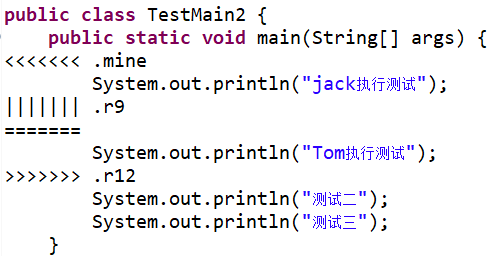 public class TestMain2 {
    public static void main(String[] args) {
<<<<<<< .mine
        System.out.println("jack执行测试");
||||||| .r9
=======
        System.out.println("Tom执行测试");
>>>>>>> .r12
        System.out.println("测试二");
        System.out.println("测试三");
    }